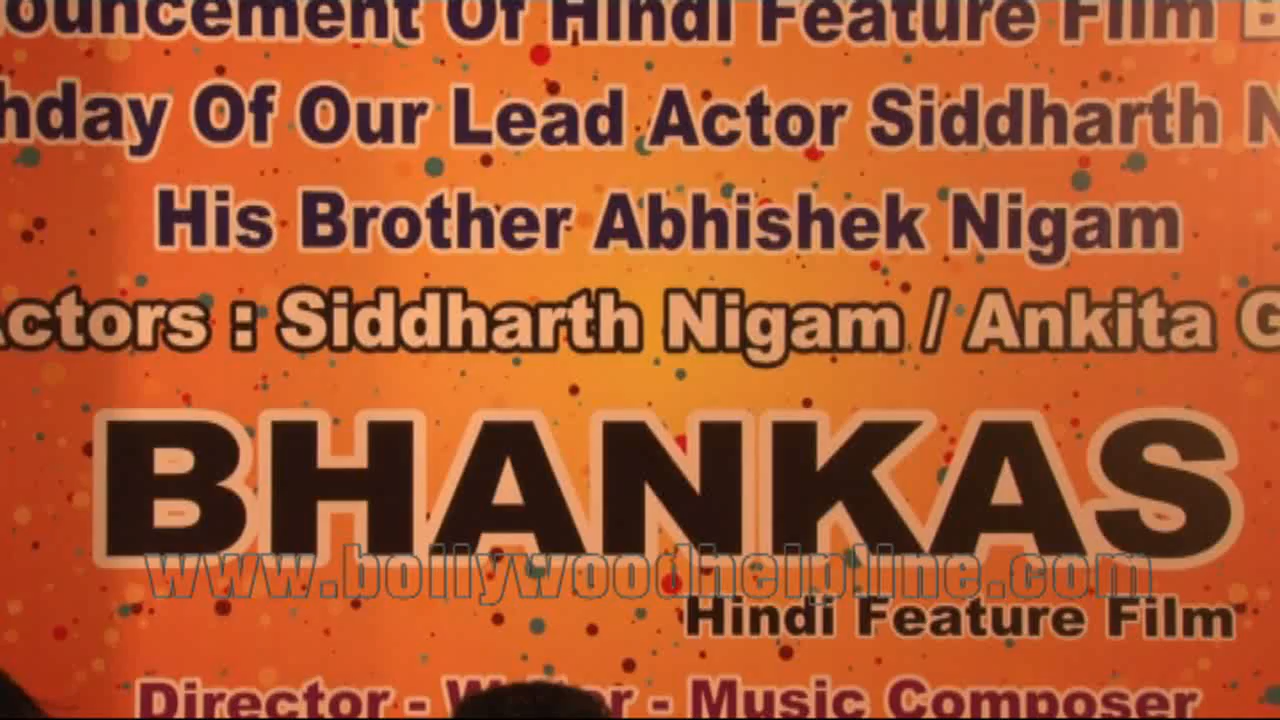 ouncement Of Hindi Feature Film B
hday Of Our Lead Actor Siddharth N
His Brother Abhishek Nigam
Actors : Siddharth Nigam / Ankita G
BHANKAS
www.bollywoodhelpline.com
Hindi Feature Film
Director - Writer - Music Composer